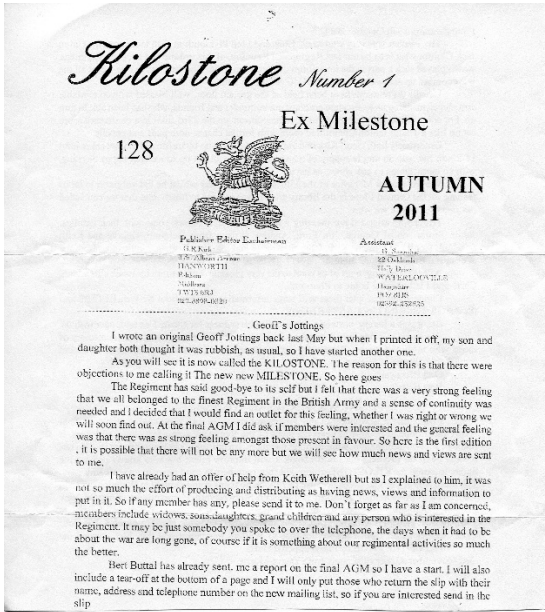 Kilostone Number 1
Ex Milestone
128
AUTUMN
2011
Publisher Editor Exchairman
G.R.Kirk
HANWORTH
Feltham
Middlesex
Assistant
22 Oaklands
WATERLOOVILLE
Hampshire
. Geoff's Jottings
I wrote an original Geoff Jottings back last May but when I printed it off, my son and
daughter both thought it was rubbish, as usual, so I have started another one.
As you will see it is now called the KILOSTONE. The reason for this is that there were
objections to me calling it The new new MILESTONE. So here goes
The Regiment has said good-bye to its self but I felt that there was a very strong feeling
that we all belonged to the finest Regiment in the British Army and a sense of continuity was
needed and I decided that I would find an outlet for this feeling, whether I was right or wrong we
will soon find out. At the final AGM I did ask if members were interested and the general feeling
was that there was as strong feeling amongst those present in favour. So here is the first edition
. it is possible that there will not be any more but we will see how much news and views are sent
to me.
I have already had an offer of help from Keith Wetherell but as I explained to him, it was
not so much the effort of producing and distributing as having news, views and information to
put in it. So if any member has any, please send it to me. Don't forget as far as I am concerned,
members include widows, sons,daughters, grand children and any person who is interested in the
Regiment. It may be just somebody you spoke to over the telephone, the days when it had to be
about the war are long gone, of course if it is something about our regimental activities so much
the better.
Bert Buttal has already sent. me a report on the final AGM so I have a start. I will also
include a tear-off at the bottom of a page and I will only put those who return the slip with their
name, address and telephone number on the new mailing list, so if you are interested send in the
slip